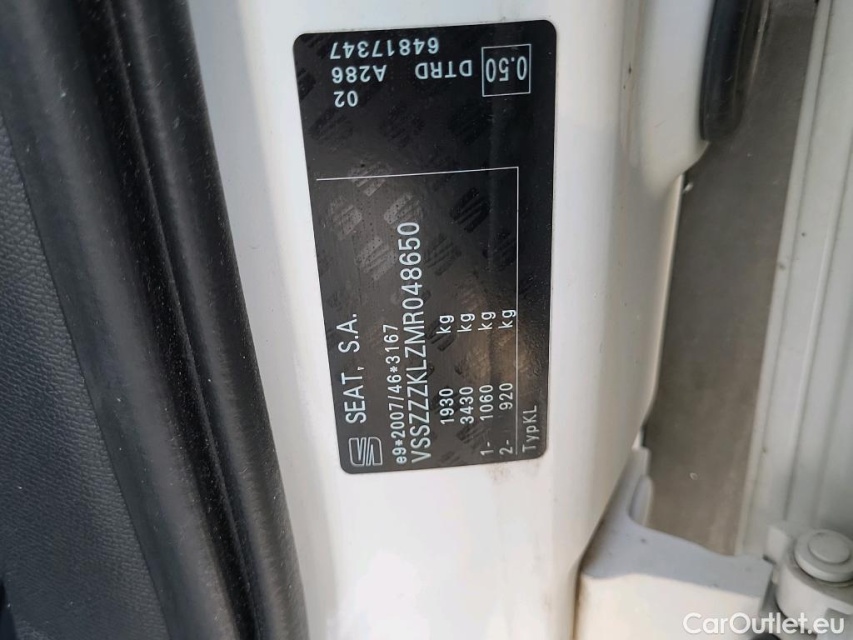 SEAT, S.A.
e9*2007/46*3167
VSSZZZKLZMR048650
1930 kg
3430 kg
1- 1060 kg
2- 920 kg
TypKL
02 A286 64817347
DTRD
0.50
CarOutlet.eu